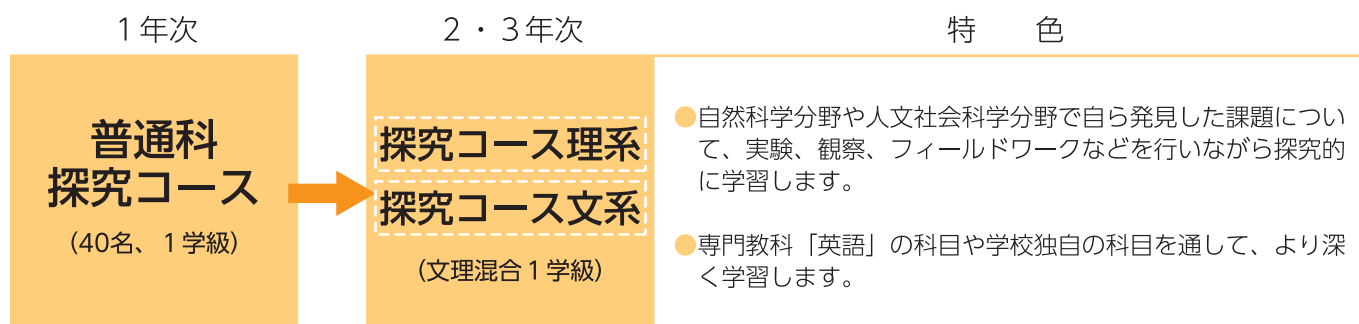 １年次
２・３年次
特　色
普通科
探究コース
（40名、１学級）
探究コース理系
探究コース文系
（文理混合１学級）
●自然科学分野や人文社会科学分野で自ら発見した課題につい
て、実験、観察、フィールドワークなどを行いながら探究的
に学習します。
●専門教科「英語」の科目や学校独自の科目を通して、より深
く学習します。